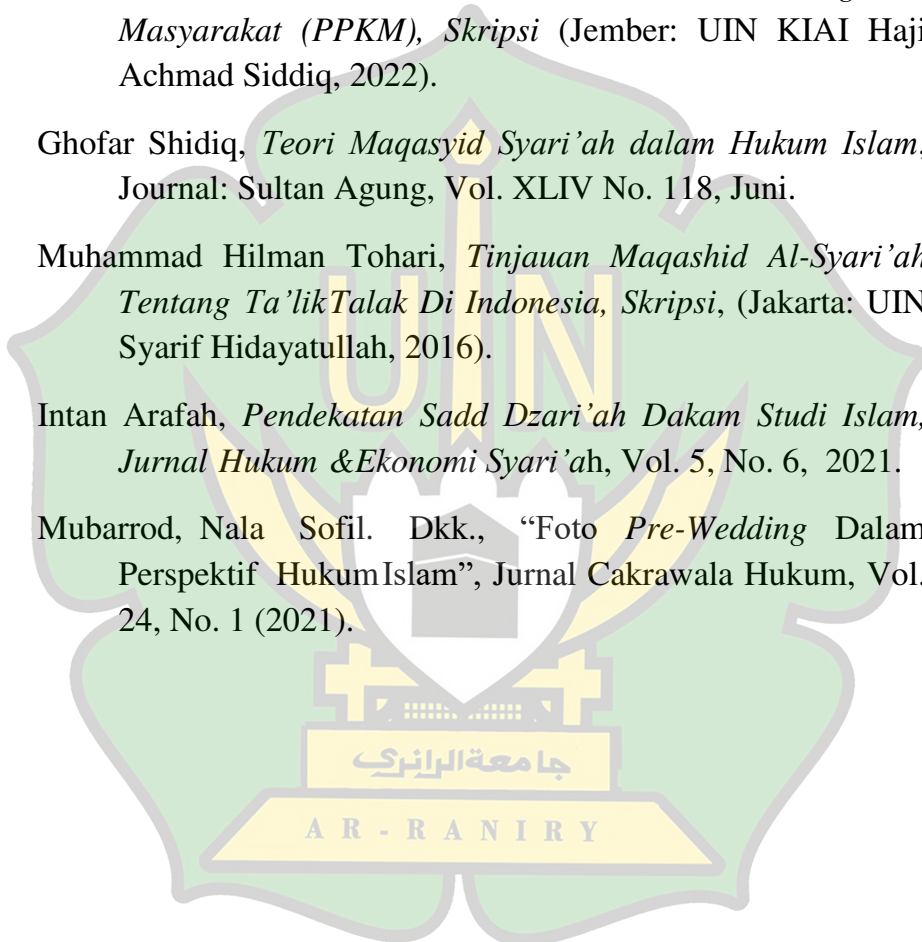 Masyarakat (PPKM), Skripsi (Jember: UIN KIAI Haji
Achmad Siddiq, 2022).
Ghofar Shidiq, Teori Maqasyid Syari’ah dalam Hukum Islam,
Journal: Sultan Agung, Vol. XLIV No. 118, Juni.
Muhammad Hilman Tohari, Tinjauan Maqashid Al-Syari’ah
Tentang Ta’likTalak Di Indonesia, Skripsi, (Jakarta: UIN
Syarif Hidayatullah, 2016).
Intan Arafah, Pendekatan Sadd Dzari’ah Dakam Studi Islam,
Jurnal Hukum &Ekonomi Syari’ah, Vol. 5, No. 6, 2021.
Mubarrod, Nala Sofil. Dkk., “Foto Pre-Wedding Dalam
Perspektif HukumIslam”, Jurnal Cakrawala Hukum, Vol.
24, No. 1 (2021).
UIN
جامعة الرانري
AR-RANIRY